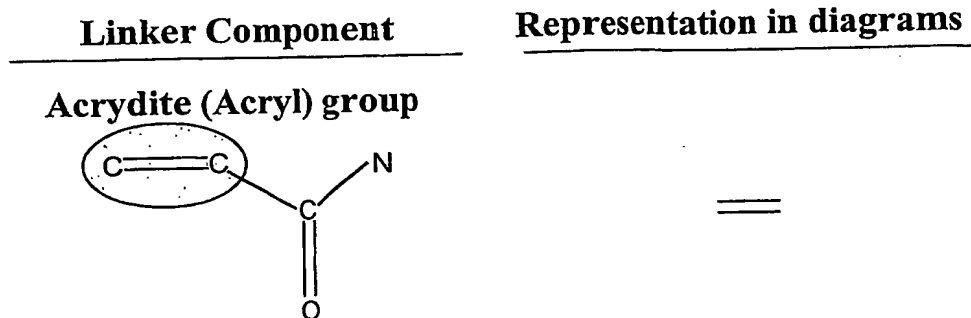 Linker Component
Representation in diagrams
Acrydite (Acryl) group
C C N
C
O